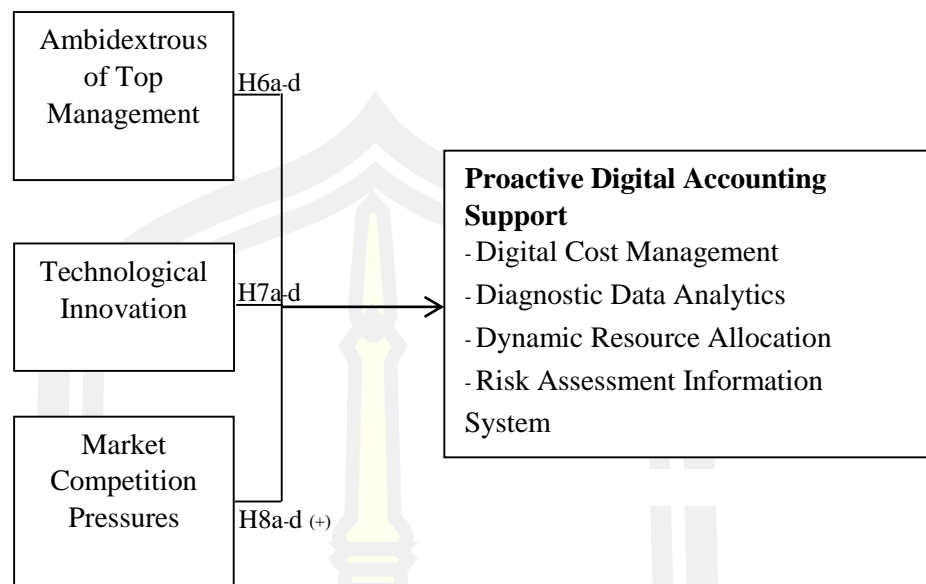 Ambidextrous
of Top
Management
H6a-d
Technological
Innovation
H7a-d
Market
Competition
Pressures
H8a-d (+)
Proactive Digital Accounting
Support
- Digital Cost Management
- Diagnostic Data Analytics
- Dynamic Resource Allocation
- Risk Assessment Information
System